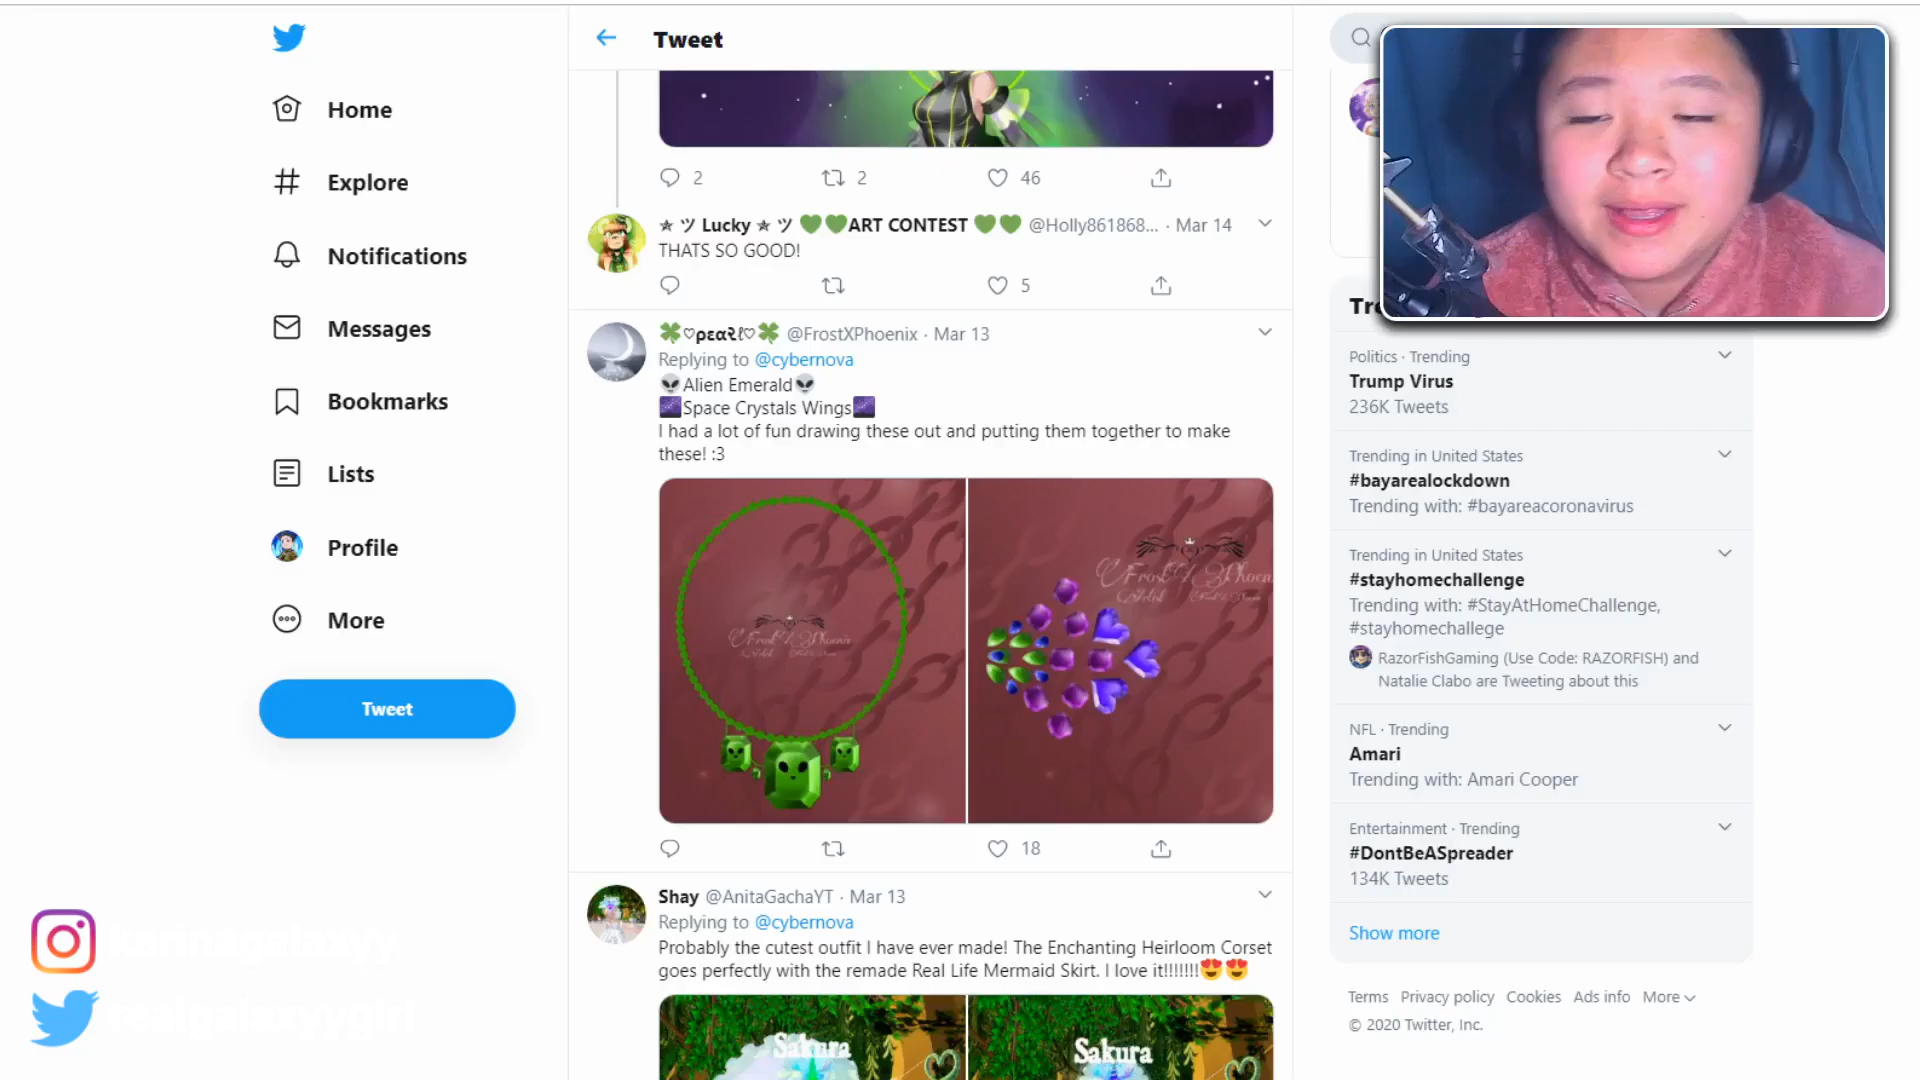 Home
Explore
Notifications
Messages
Bookmarks
Lists
Profile
More
Tweet
Tweet
2
2
46
✯ ツ Lucky ✯ ツ 💚💚ART CONTEST 💚💚 @Holly861868... · Mar 14
THATS SO GOOD!
5
🍀♡ρєαɾℓ♡🍀 @FrostXPhoenix · Mar 13
Replying to @cybernova
👽Alien Emerald👽
🌌Space Crystals Wings🌌
I had a lot of fun drawing these out and putting them together to make
these! :3
Frost X Phoenix
18
Shay @AnitaGachaYT · Mar 13
Replying to @cybernova
Probably the cutest outfit I have ever made! The Enchanting Heirloom Corset
goes perfectly with the remade Real Life Mermaid Skirt. I love it!!!!!!!😍😍
Sakura
Sakura
Politics · Trending
Trump Virus
236K Tweets
Trending in United States
#bayarealockdown
Trending with: #bayareacoronavirus
Trending in United States
#stayhomechallenge
Trending with: #StayAtHomeChallenge,
#stayhomechallege
RazorFishGaming (Use Code: RAZORFISH) and
Natalie Clabo are Tweeting about this
NFL · Trending
Amari
Trending with: Amari Cooper
Entertainment · Trending
#DontBeASpreader
134K Tweets
Show more
Terms Privacy policy Cookies Ads info More
© 2020 Twitter, Inc.
realgalaxyygirl